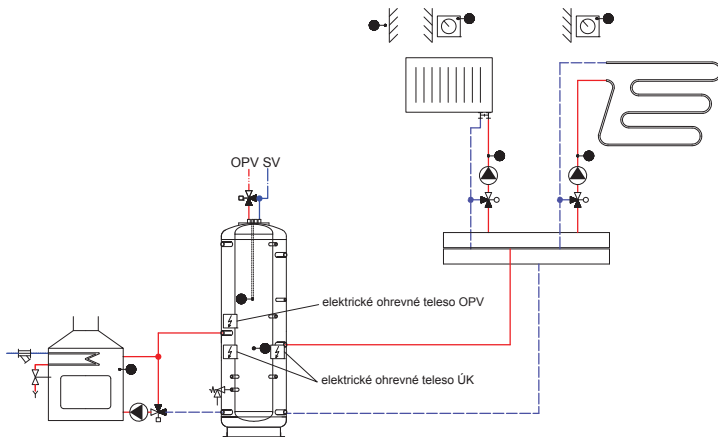 OPV SV
elektrické ohrevné teleso OPV
elektrické ohrevné teleso ÚK